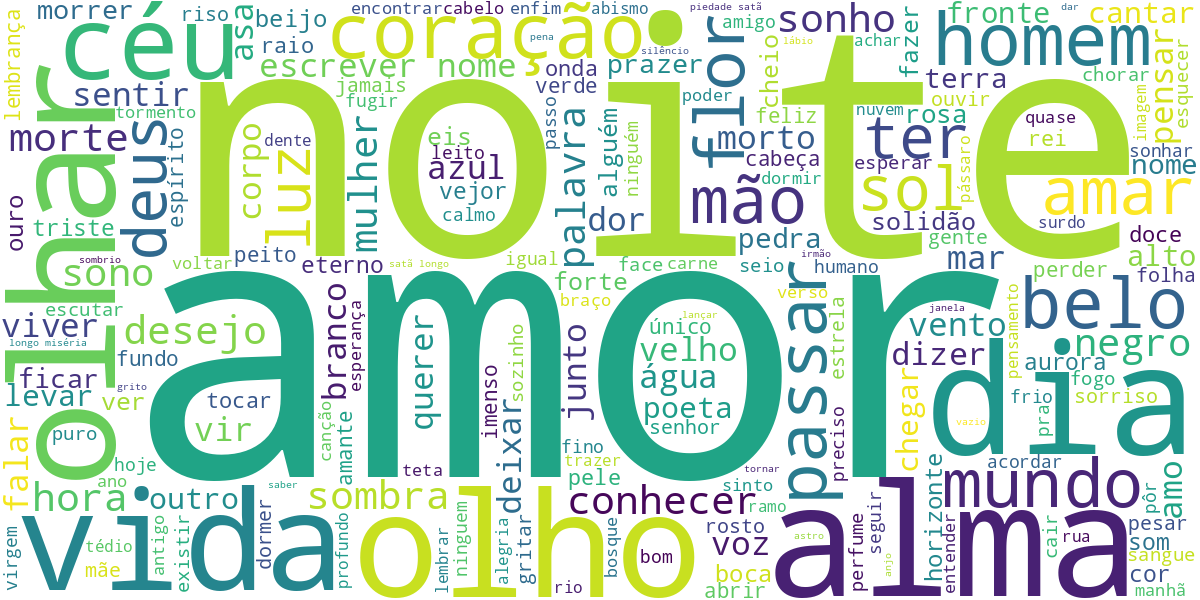 morrer
riso
beijo
encontrar
cabelo
enfim
abismo
piedade satã
amigo
sonho
fronte
dar
cantar
lembrança
céu
asa
raio
coração
pena
silêncio
lábio
achar
fazer
homem
pensar
esquecer
escrever
nome
jamais
fugir
onda
verde
prazer
poder
flor
cheio
feliz
nuvem
terra
ouvir
rosa
chorar
quase
rei
imagem
sentir
tormento
morte
olhar
deus
espírito
corpo
luz
dente
mulher
noite
eis
leito
azul
vejor
calmo
passo
palavra
alguém
ninguém
morto
cabeça
dormir
mão
ter
esperar
pássaro
sol
solidão
gente
surdo
amar
sonhar
nome
ouro
triste
sombrio
sono
escutar
voltar
peito
eterno
satã longo
igual
dor
pedra
face
carne
seio
irmão
humano
mar
perder
doce
alto
folha
viver
longo miséria
desejo
fundo
branco
esperança
amor
querer
sozinho
forte
braço
junto
único
lançar
velho
água
poeta
senhor
passar
verso
estrela
janela
vento
dizer
pensamento
belo
negro
aurora
fogo
sorriso
ficar
grito
levar
ver
tocar
vir
puro
canção
amante
imenso
deixar
fino
trazer
pele
teta
preciso
chegar
dia
vazio
frio
pra
falar
hoje
ano
hora
outro
saber
sombra
conhecer
tornar
sinto
ramo
acordar
mundo
horizonte
amo
pôr
vida
virgem
tédio
mãe
antigo
existir
dormer
profundo
olho
lembrar
ninguem
alegria
gritar
bosque
rio
bom
rosto
voz
boca
abrir
astro
perfume
seguir
anjo
alma
entender
cair
rua
pesar
som
sangue
cor
manhã